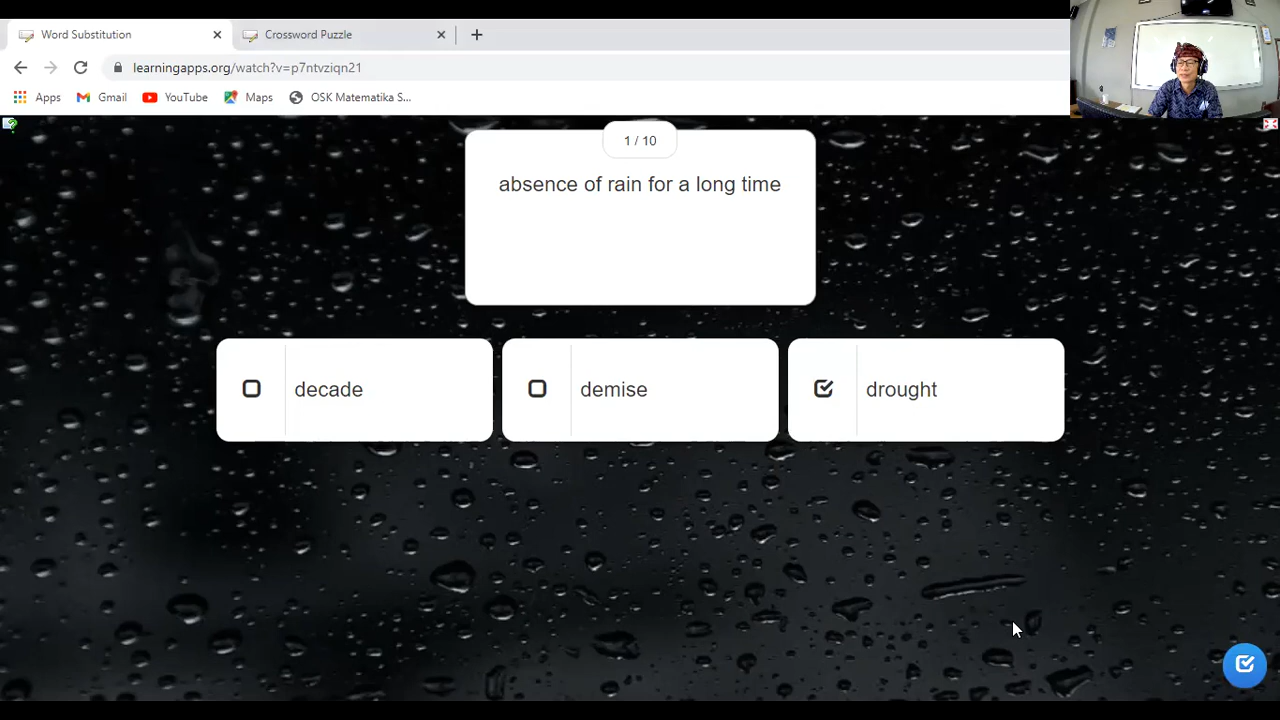 Word Substitution
Crossword Puzzle
learningapps.org/watch?v=p7ntvziqn21
Apps
Gmail
YouTube
Maps
OSK Matematika S...
1 / 10
absence of rain for a long time
decade
demise
drought